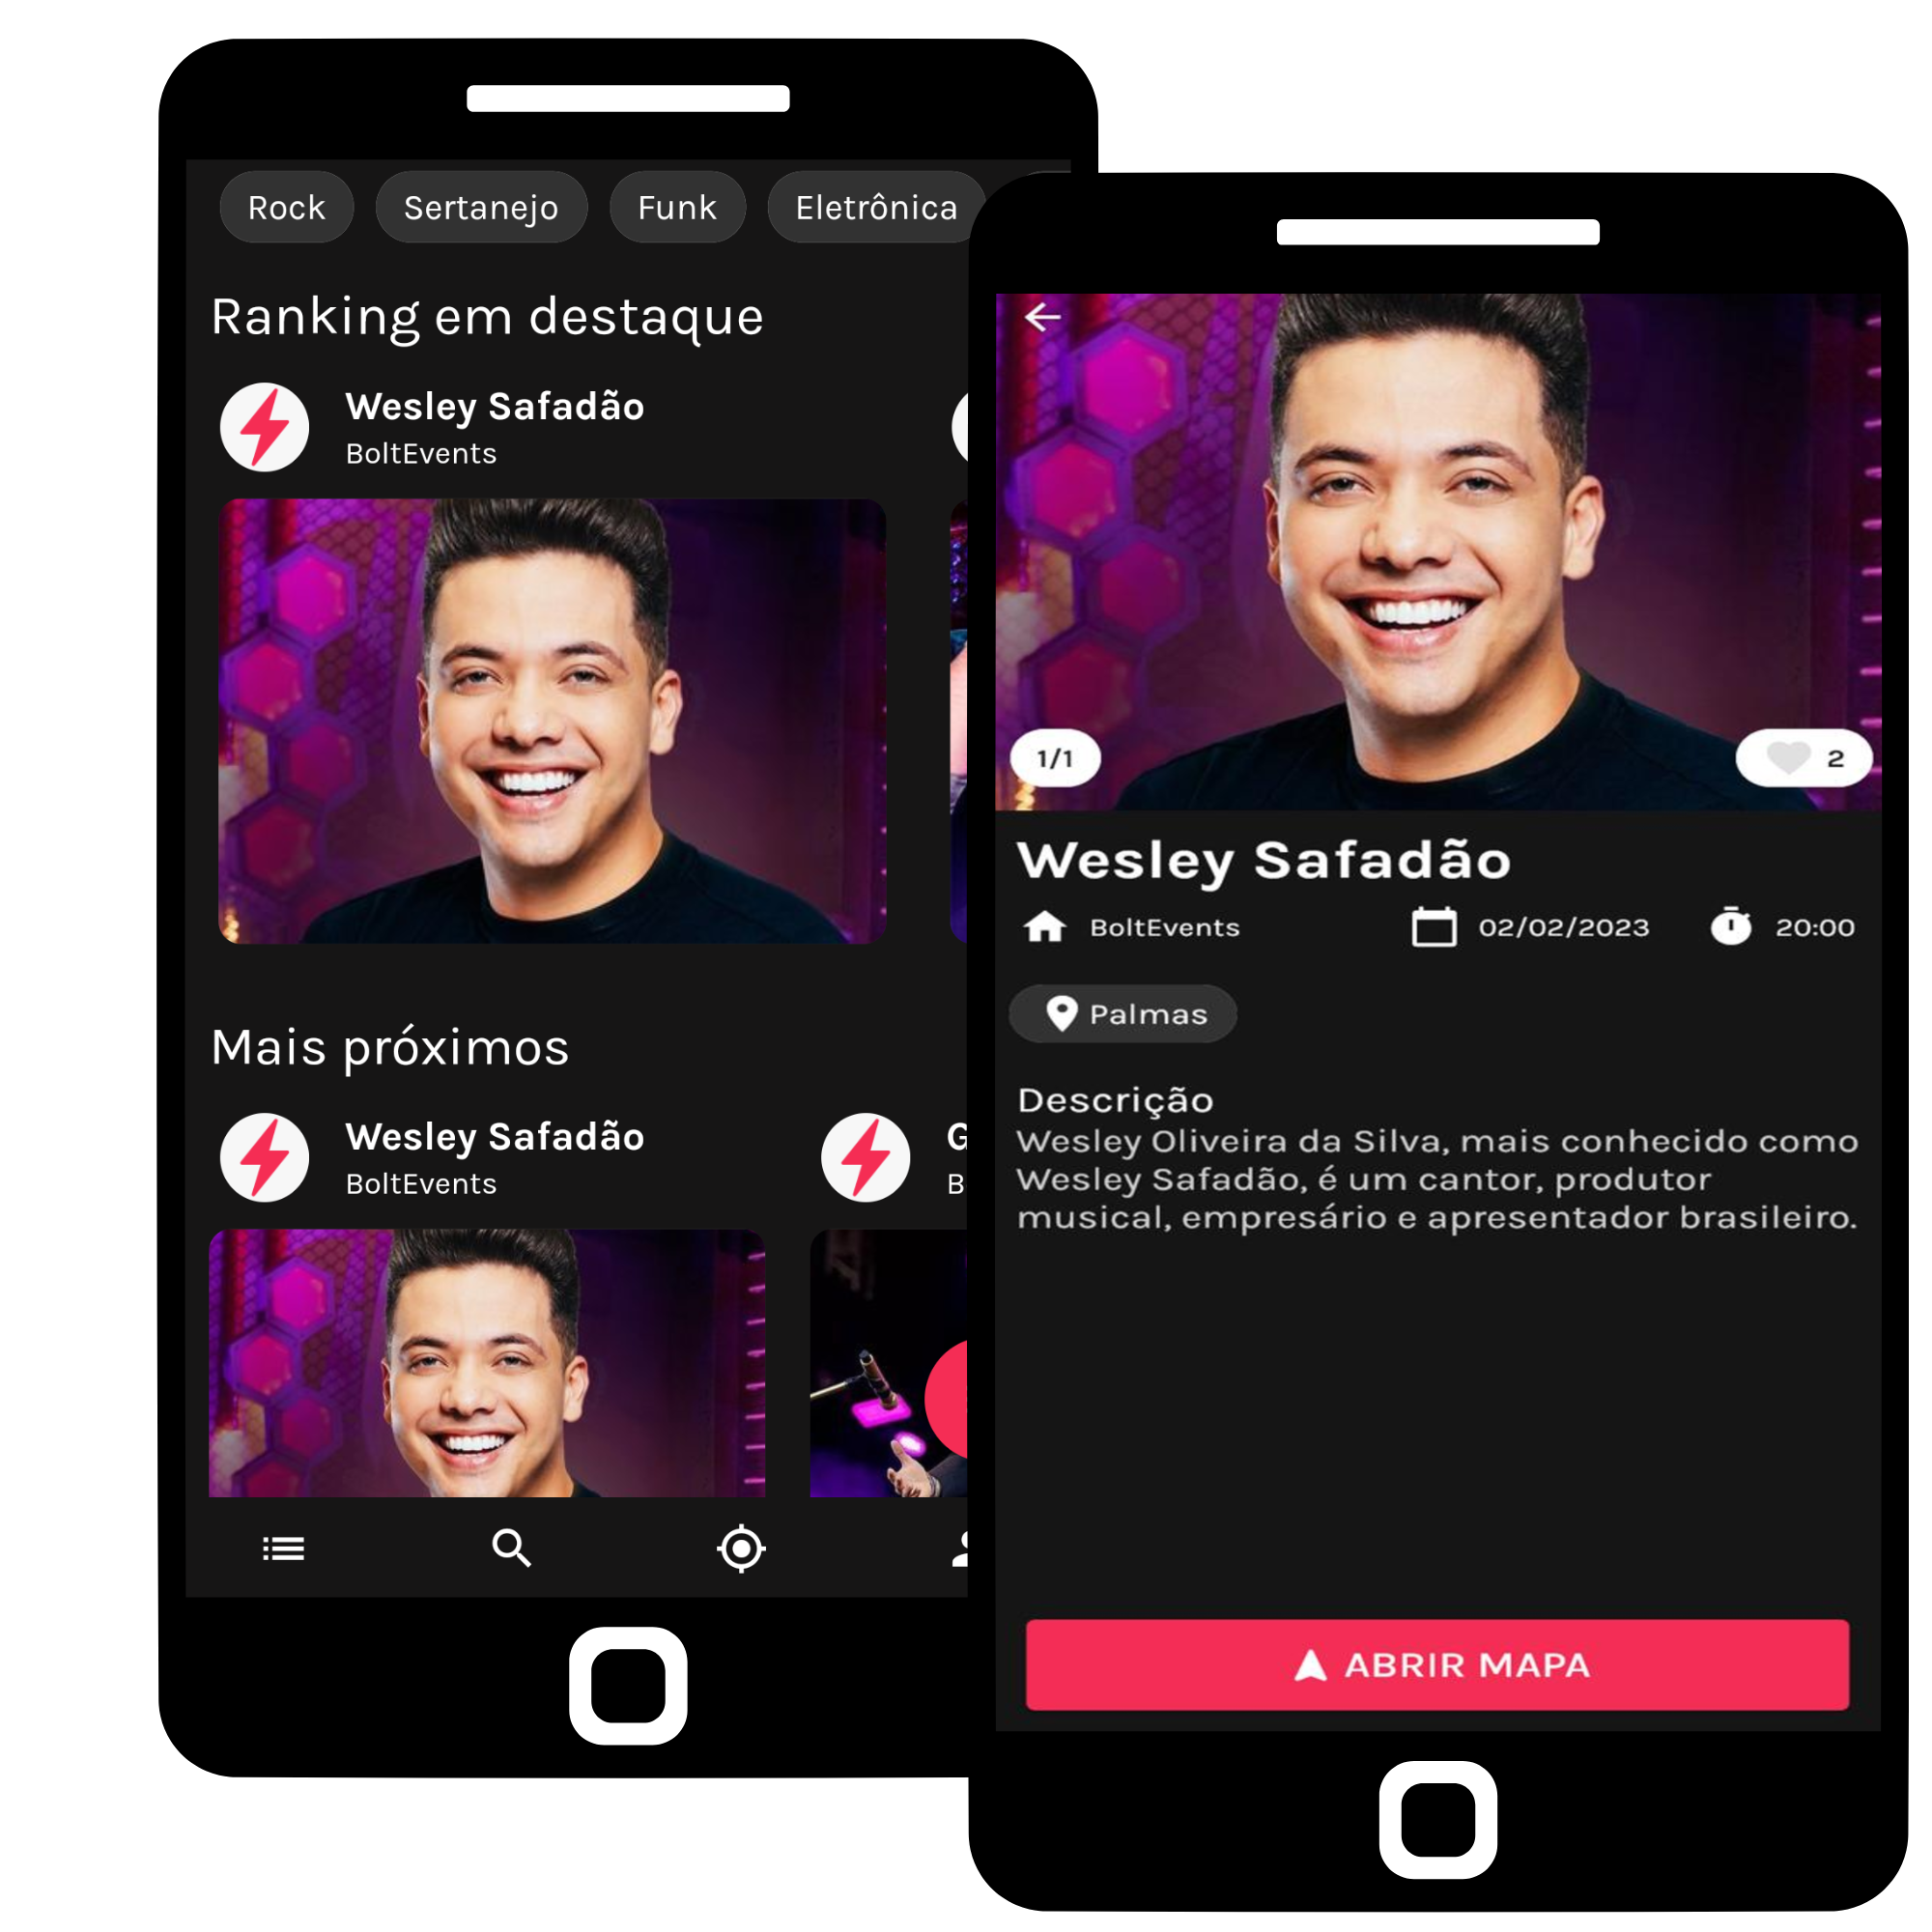 Rock
Sertanejo
Funk
Eletrônica
Ranking em destaque
Wesley Safadão
BoltEvents
Mais próximos
Wesley Safadão
BoltEvents
G
B
1/1
2
Wesley Safadão
BoltEvents
02/02/2023
20:00
Palmas
Descrição
Wesley Oliveira da Silva, mais conhecido como
Wesley Safadão, é um cantor, produtor
musical, empresário e apresentador brasileiro.
ABRIR MAPA